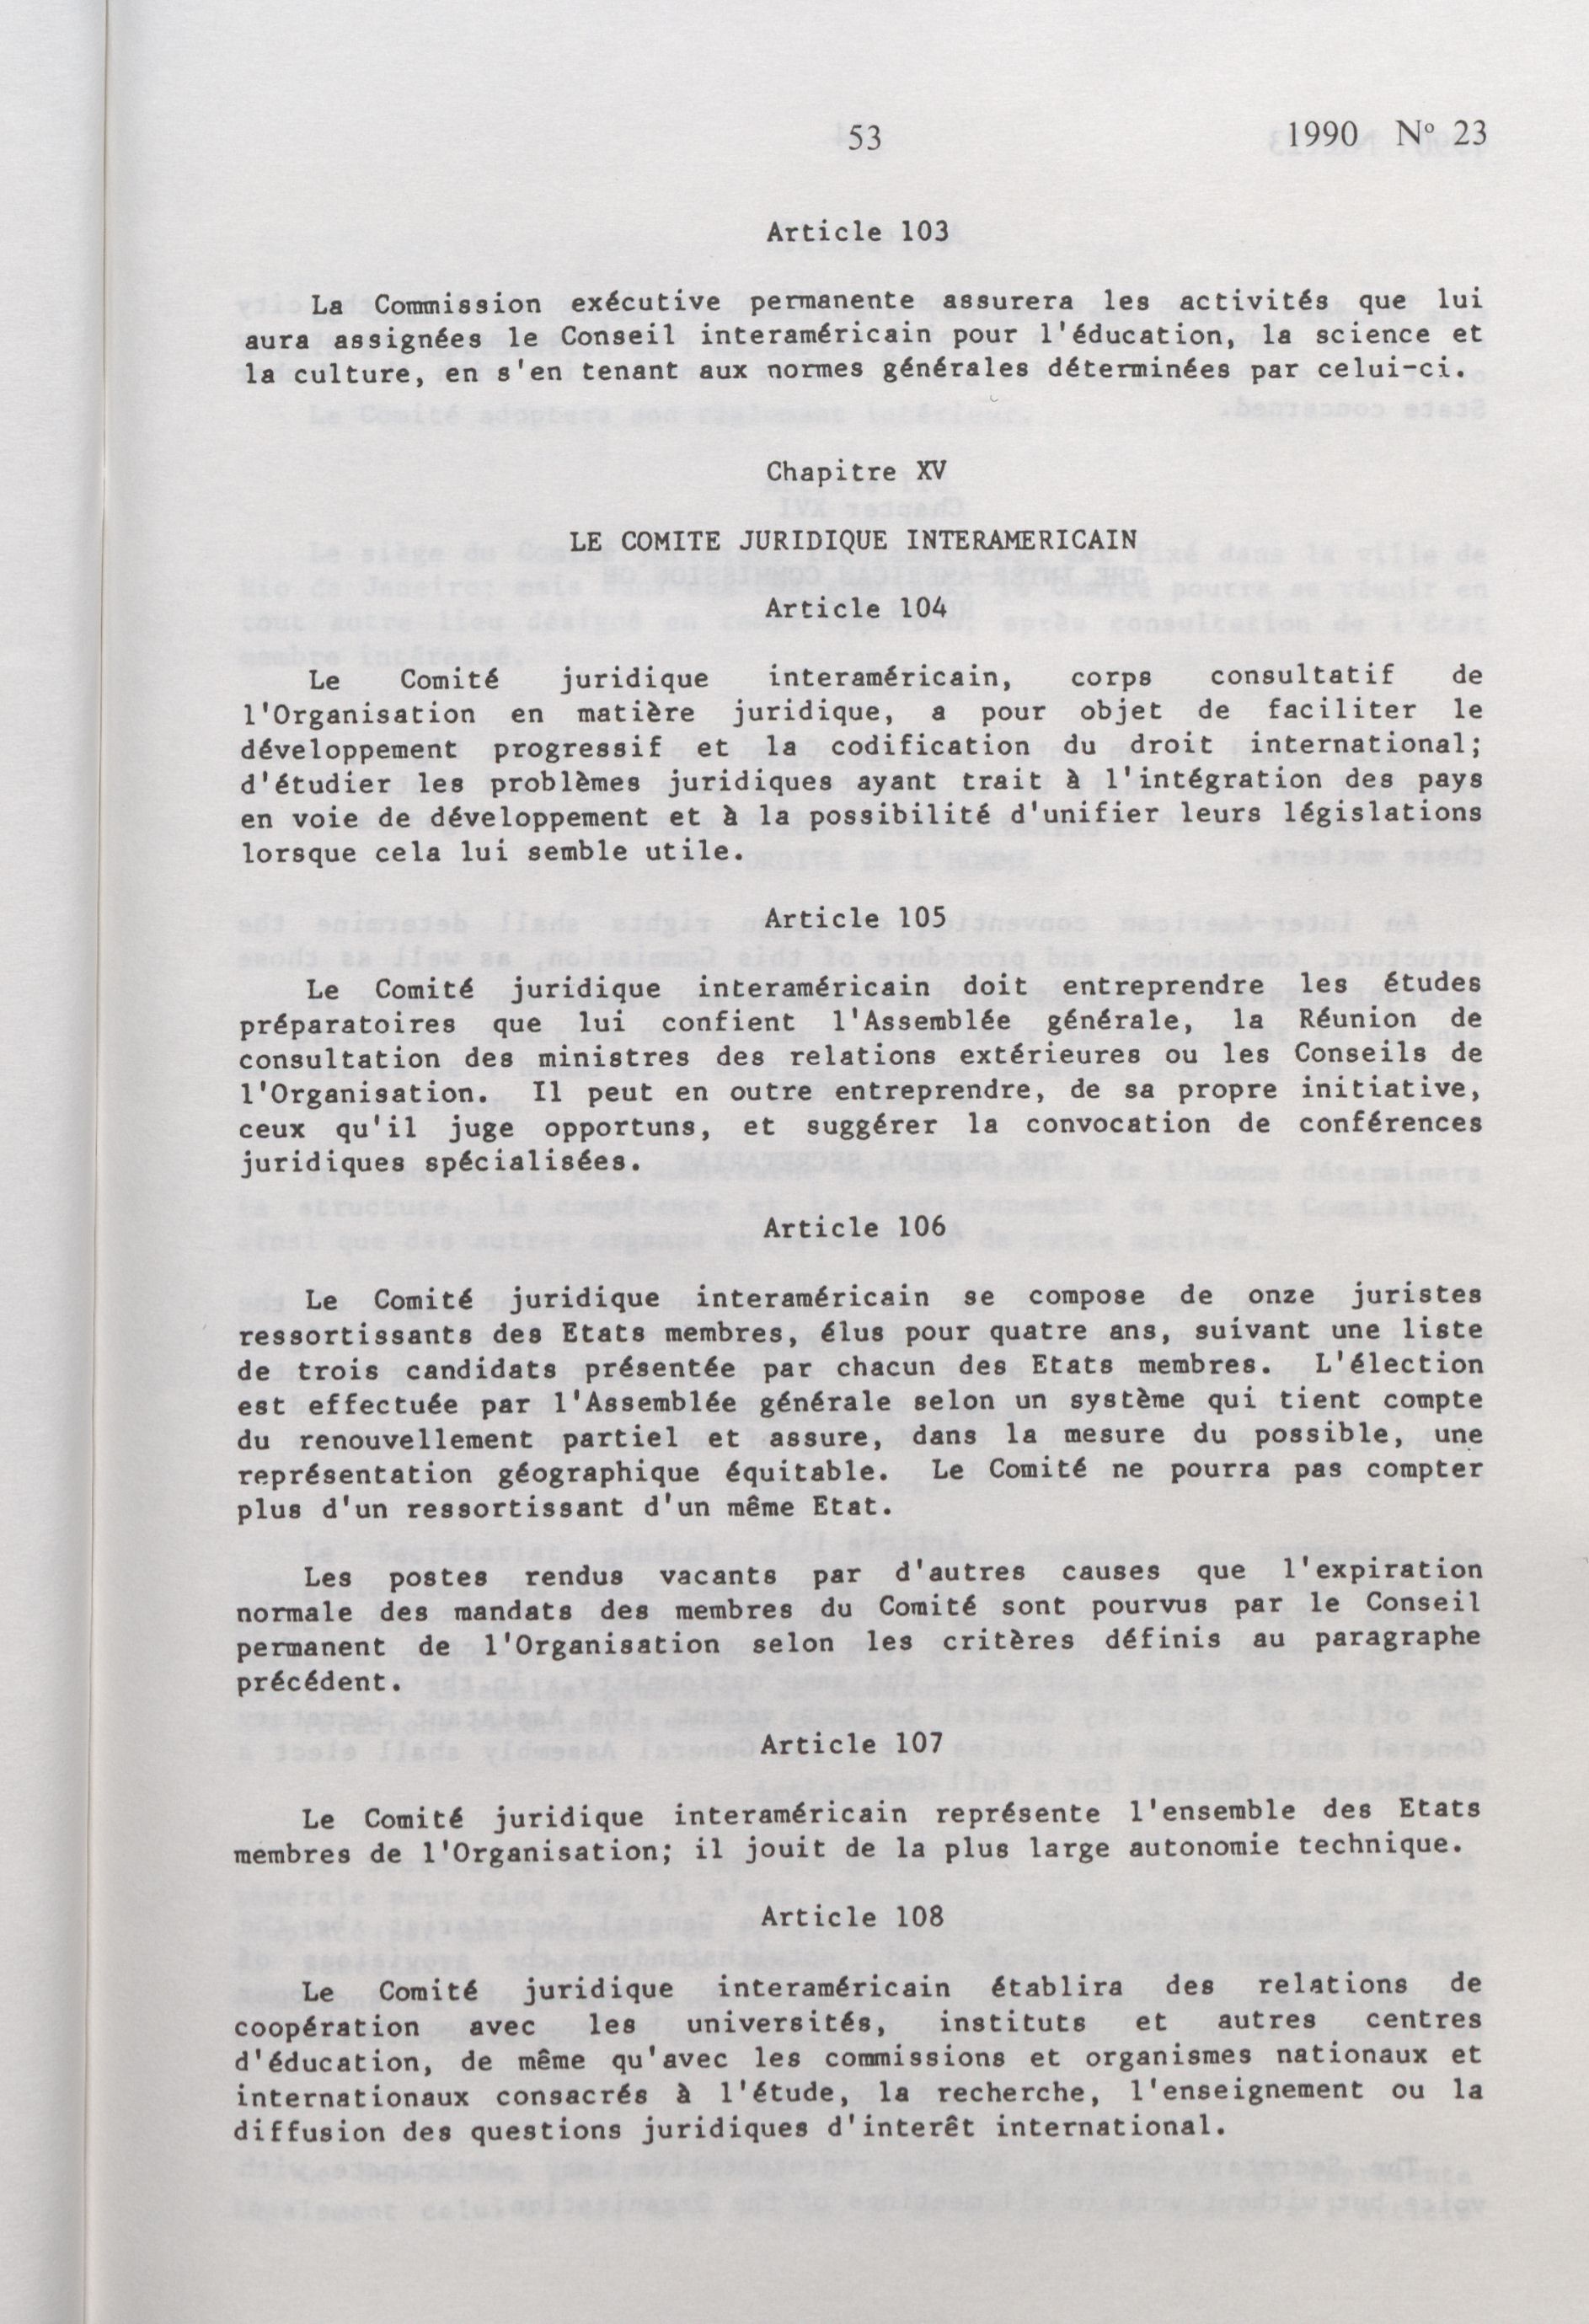 53
1990 Nº 23
Article 103
La Commission exécutive permanente assurera les activités que lui
aura assignées le Conseil interaméricain pour l'éducation, la science et
la culture, en s'en tenant aux normes générales déterminées par celui-ci.
Chapitre XV
LE COMITE JURIDIQUE INTERAMERICAIN
Article 104
Le Comité juridique interaméricain, corps consultatif de
l'Organisation en matière juridique, a pour objet de faciliter le
développement progressif et la codification du droit international;
d'étudier les problèmes juridiques ayant trait à l'intégration des pays
en voie de développement et à la possibilité d'unifier leurs législations
lorsque cela lui semble utile.
Article 105
Le Comité juridique interaméricain doit entreprendre les études
préparatoires que lui confient l'Assemblée générale, la Réunion de
consultation des ministres des relations extérieures ou les Conseils de
l'Organisation. Il peut en outre entreprendre, de sa propre initiative,
ceux qu'il juge opportuns, et suggérer la convocation de conférences
juridiques spécialisées.
Article 106
Le Comité juridique interaméricain se compose de onze juristes
ressortissants des Etats membres, élus pour quatre ans, suivant une liste
de trois candidats présentée par chacun des Etats membres. L'élection
est effectuée par l'Assemblée générale selon un système qui tient compte
du renouvellement partiel et assure, dans la mesure du possible, une
représentation géographique équitable. Le Comité ne pourra pas compter
plus d'un ressortissant d'un même Etat.
Les postes rendus vacants par d'autres causes que l'expiration
normale des mandats des membres du Comité sont pourvus par le Conseil
permanent de l'Organisation selon les critères définis au paragraphe
précédent.
Article 107
Le Comité juridique interaméricain représente l'ensemble des Etats
membres de l'Organisation; il jouit de la plus large autonomie technique.
Article 108
Le Comité juridique interaméricain établira des relations de
coopération avec les universités, instituts et autres centres
d'éducation, de même qu'avec les commissions et organismes nationaux et
internationaux consacrés à l'étude, la recherche, l'enseignement ou la
diffusion des questions juridiques d'interêt international.